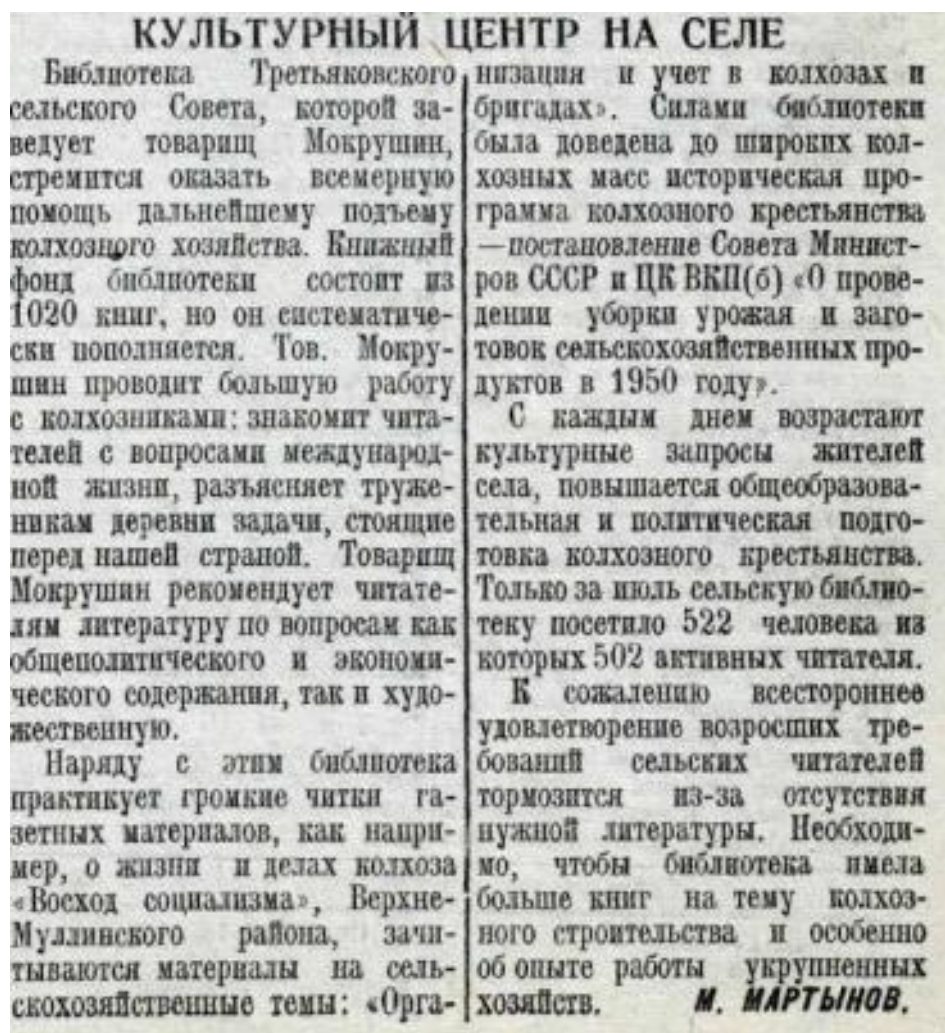 КУЛЬТУРНЫЙ ЦЕНТР НА СЕЛЕ
Библиотека Третьяковского
сельского Совета, которой за-
ведует товарищ Мокрушин,
стремится оказать всемерную
помощь дальнейшему подъему
колхозного хозяйства. Книжный
фонд библиотеки состоит из
1020 книг, но он системaтиче-
ски пополняется. Тов. Мокру-
шин проводит большую работу
с колхозниками: знакомит чита-
телей с вопросами международ-
ной жизни, разъясняет труже-
никам деревни задачи, стоящие
перед нашей страной. Товарищ
Мокрушин рекомендует читате-
лям литературу по вопросам как
общеполитического и экономи-
ческого содержания, так и худо-
жественную.
Наряду с этим библиотека
практикует громкие читки га-
зетных материалов, как напри-
мер, о жизни и делах колхоза
«Восход социализма», Верхне-
Муллинского района, зачи-
тываются материалы на сель-
скохозяйственные темы: «Орга-
низация и учет в колхозах и
бригадах». Силами библиотеки
была доведена до широких кол-
хозных масс историческая про-
грамма колхозного крестьянства
—постановление Совета Министр-
ров СССР и ЦК ВКП(б) «О прове-
дении уборки урожая и заго-
товок сельскохозяйственных про-
дуктов в 1950 году».
С каждым днем возрастают
культурные запросы жителей
села, повышается общеобразова-
тельная и политическая подго-
товка колхозного крестьянства.
Только за июль сельскую библио-
теку посетило 522 человека из
которых 502 активных читателя.
К сожалению всестороннее
удовлетворение возросших тре-
бований сельских читателей
тормозится из-за отсутствия
нужной литературы. Необходи-
мо, чтобы библиотека имела
больше книг на тему колхоз-
ного строительства и особенно
об опыте работы укрупненных
хозяйств. М. МАРТЫНОВ.